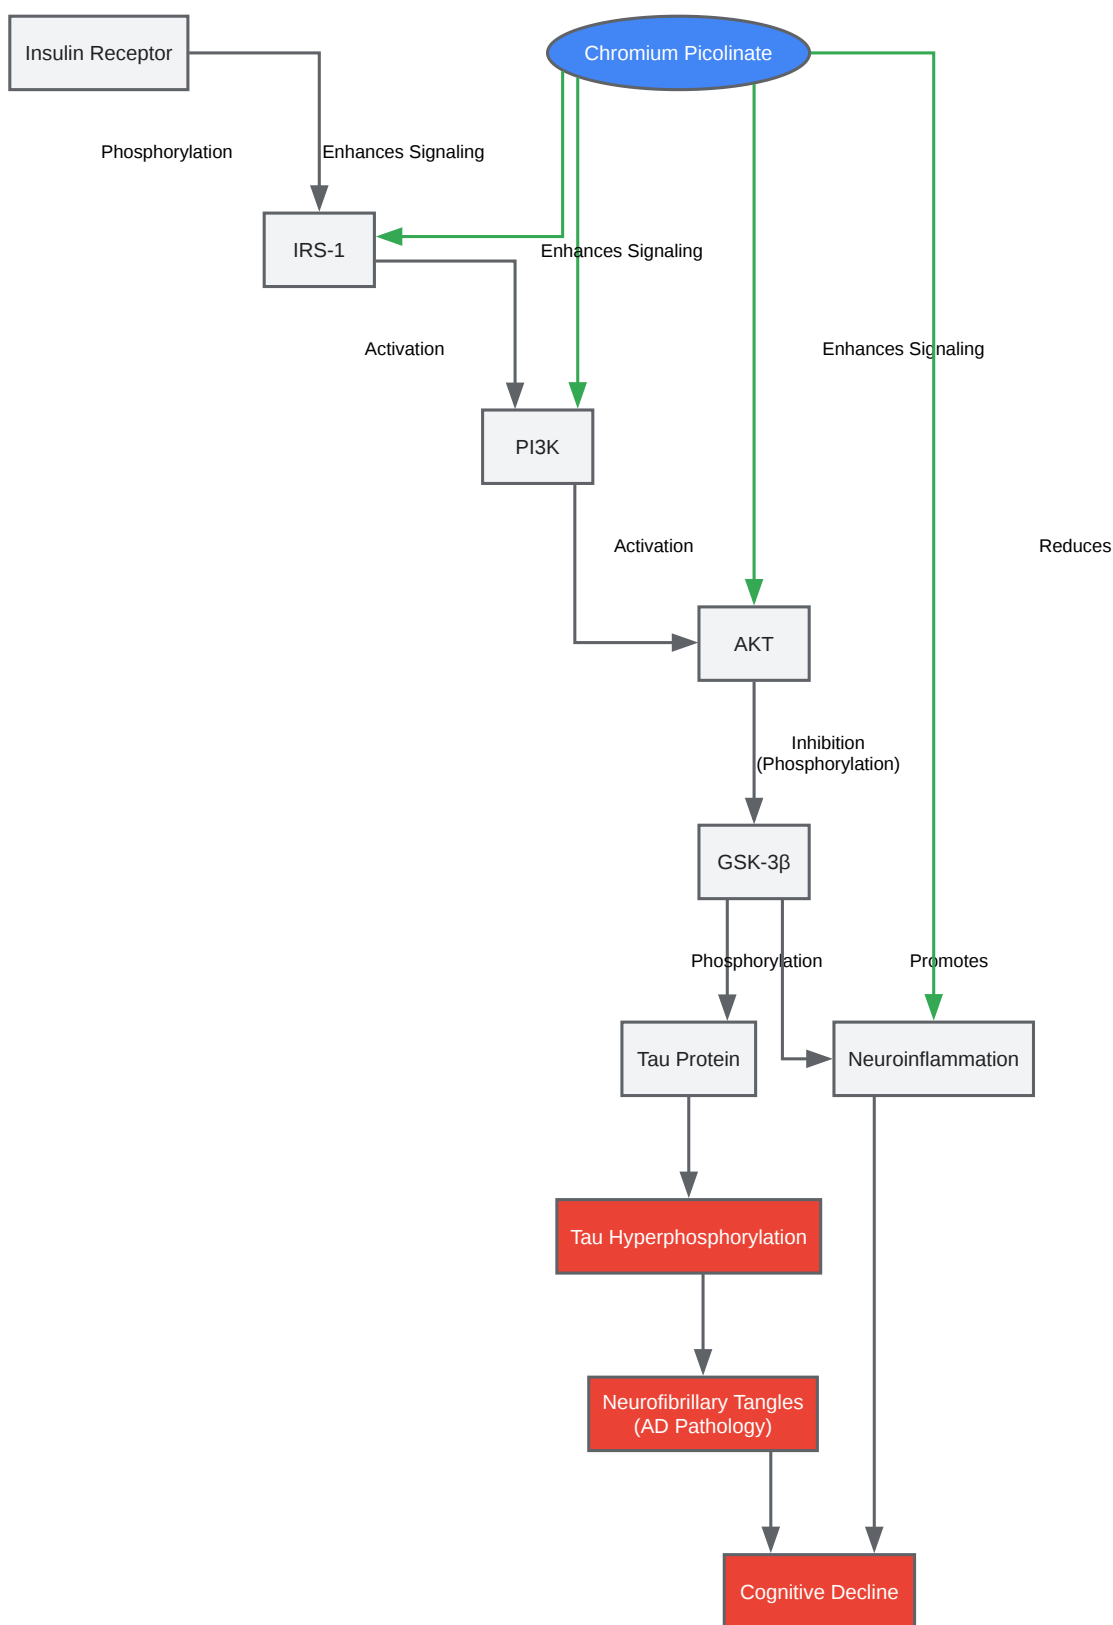 Insulin Receptor
Chromium Picolinate
Phosphorylation
Enhances Signaling
IRS-1
Enhances Signaling
Activation
Enhances Signaling
PI3K
Activation
Reduces
AKT
Inhibition
(Phosphorylation)
GSK-3β
Phosphorylation
Promotes
Tau Protein
Neuroinflammation
Tau Hyperphosphorylation
Neurofibrillary Tangles
(AD Pathology)
Cognitive Decline